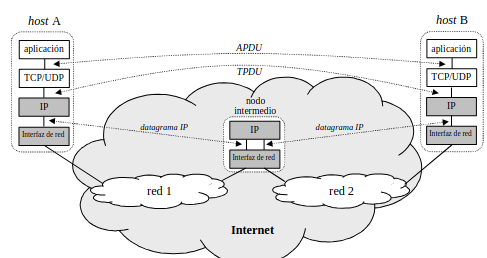 host A
host B
aplicación
APDU
aplicación
TCP/UDP
TPDU
TCP/UDP
nodo
intermedio
IP
IP
datagrama IP
IP
datagrama IP
Interfaz de red
Interfaz de red
Interfaz de red
red 1
red 2
Internet